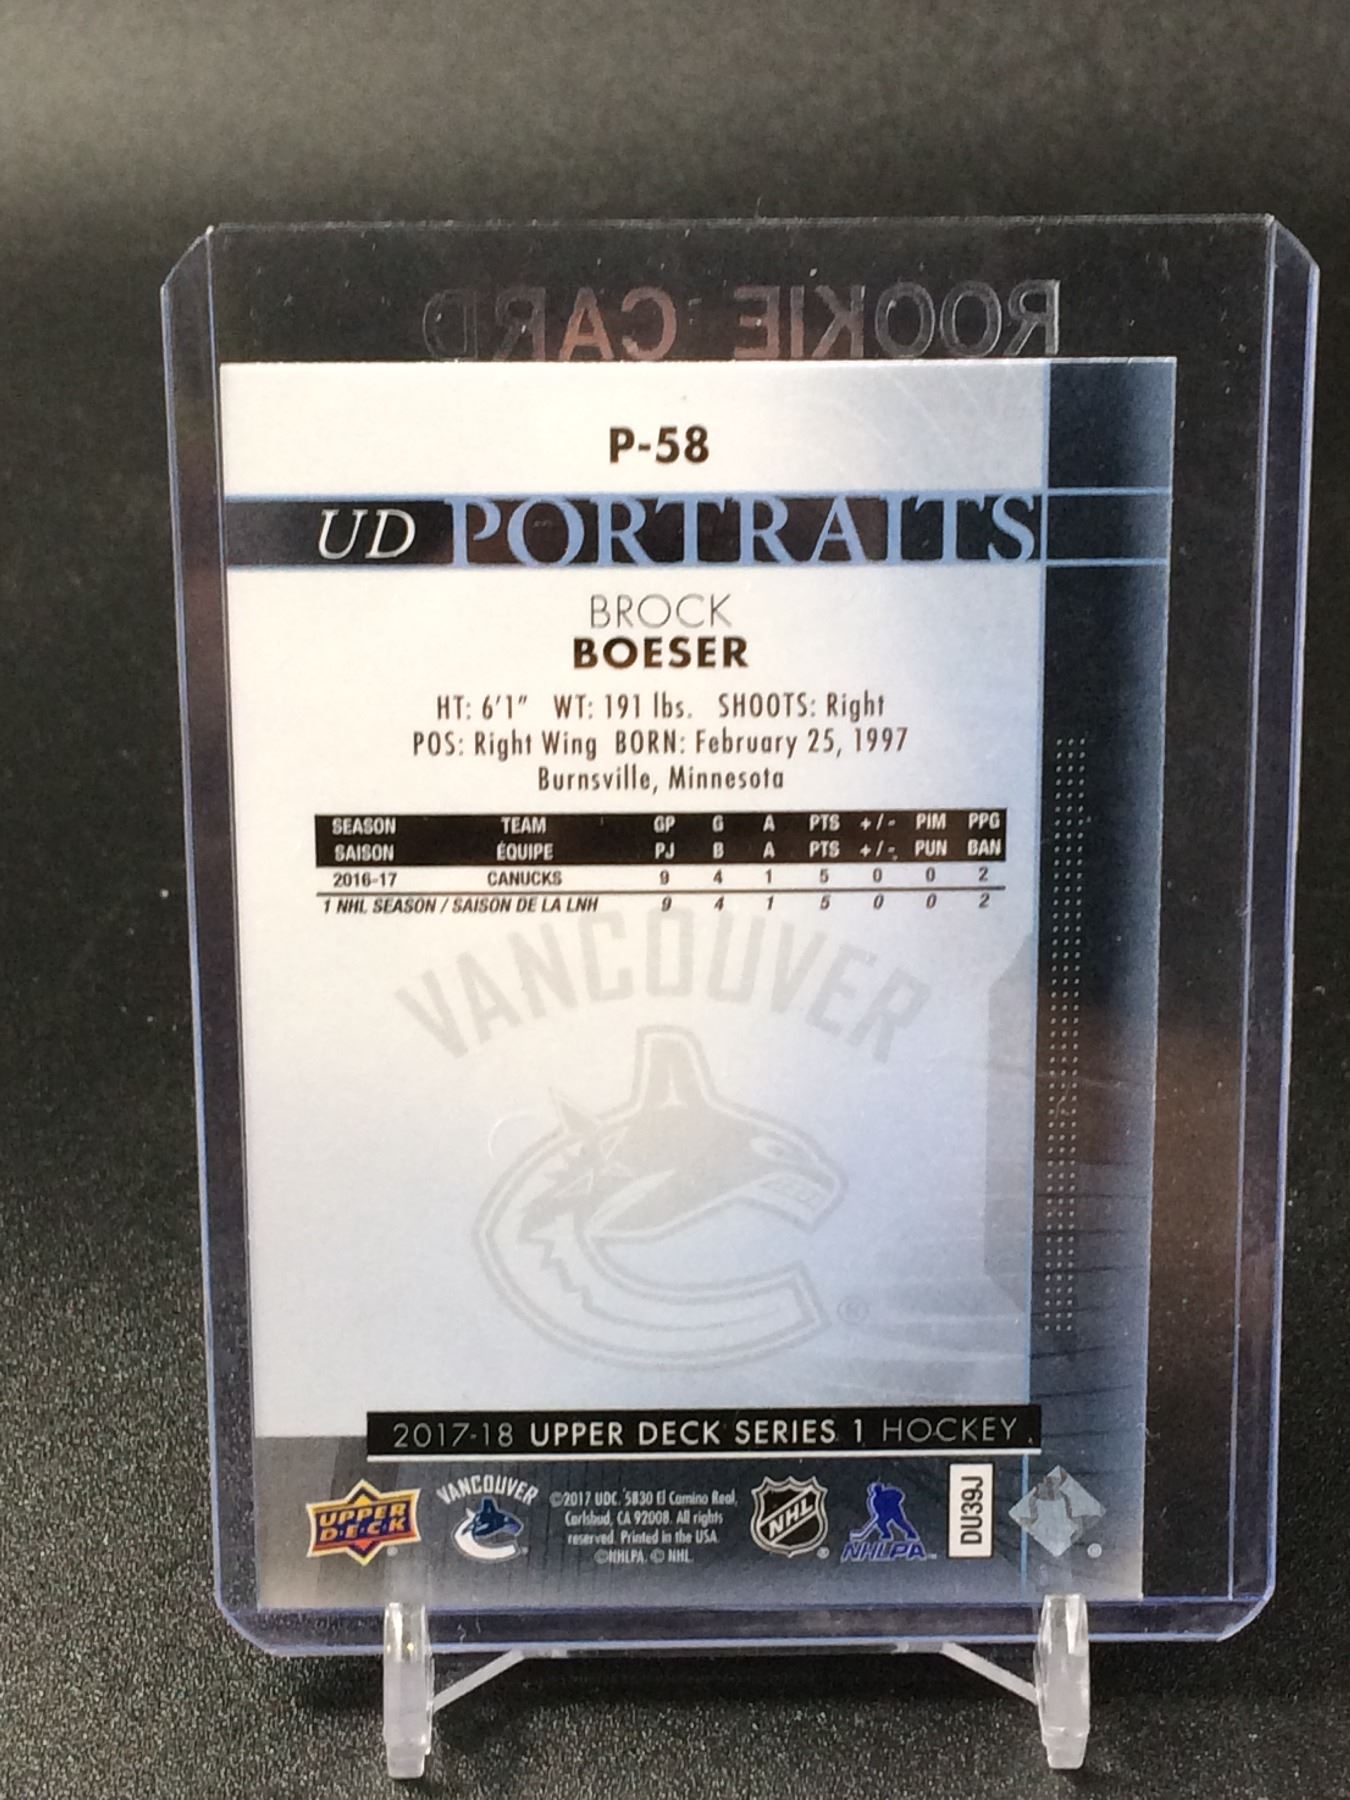 ROOKIE CARD
P-58
UD PORTRAITS
BROCK
BOESER
HT: 6'1" WT: 191 lbs. SHOOTS: Right
POS: Right Wing BORN: February 25, 1997
Burnsville, Minnesota
SEASON TEAM GP G A PTS +/- PIM PPG
SAISON ÉQUIPE PJ B A PTS +/- PUN BAN
2016-17 CANUCKS 9 4 1 5 0 0 2
1 NHL SEASON / SAISON DE LA LNH 9 4 1 5 0 0 2
VANCOUVER
®
2017-18 UPPER DECK SERIES 1 HOCKEY
UPPER
DECK
VANCOUVER
©2017 UDC. 5830 El Camino Real,
Carlsbad, CA 92008. All rights
reserved. Printed in the USA.
©NHLPA. © NHL
NHL
NHLPA
DU39J